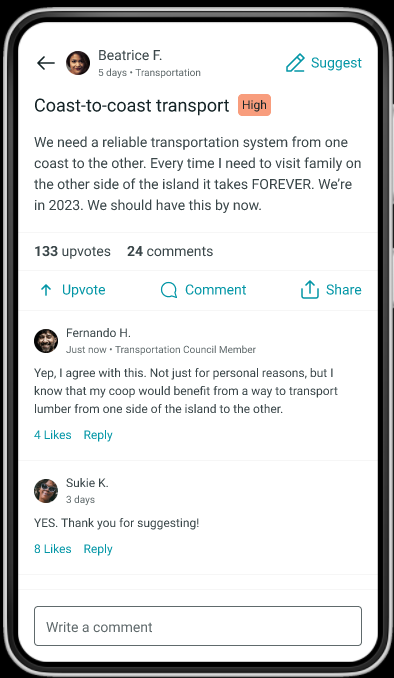 Beatrice F.
5 days • Transportation
Suggest
Coast-to-coast transport High
We need a reliable transportation system from one
coast to the other. Every time I need to visit family on
the other side of the island it takes FOREVER. We’re
in 2023. We should have this by now.
133 upvotes 24 comments
Upvote Comment Share
Fernando H.
Just now • Transportation Council Member
Yep, I agree with this. Not just for personal reasons, but I
know that my coop would benefit from a way to transport
lumber from one side of the island to the other.
4 Likes Reply
Sukie K.
3 days
YES. Thank you for suggesting!
8 Likes Reply
Write a comment